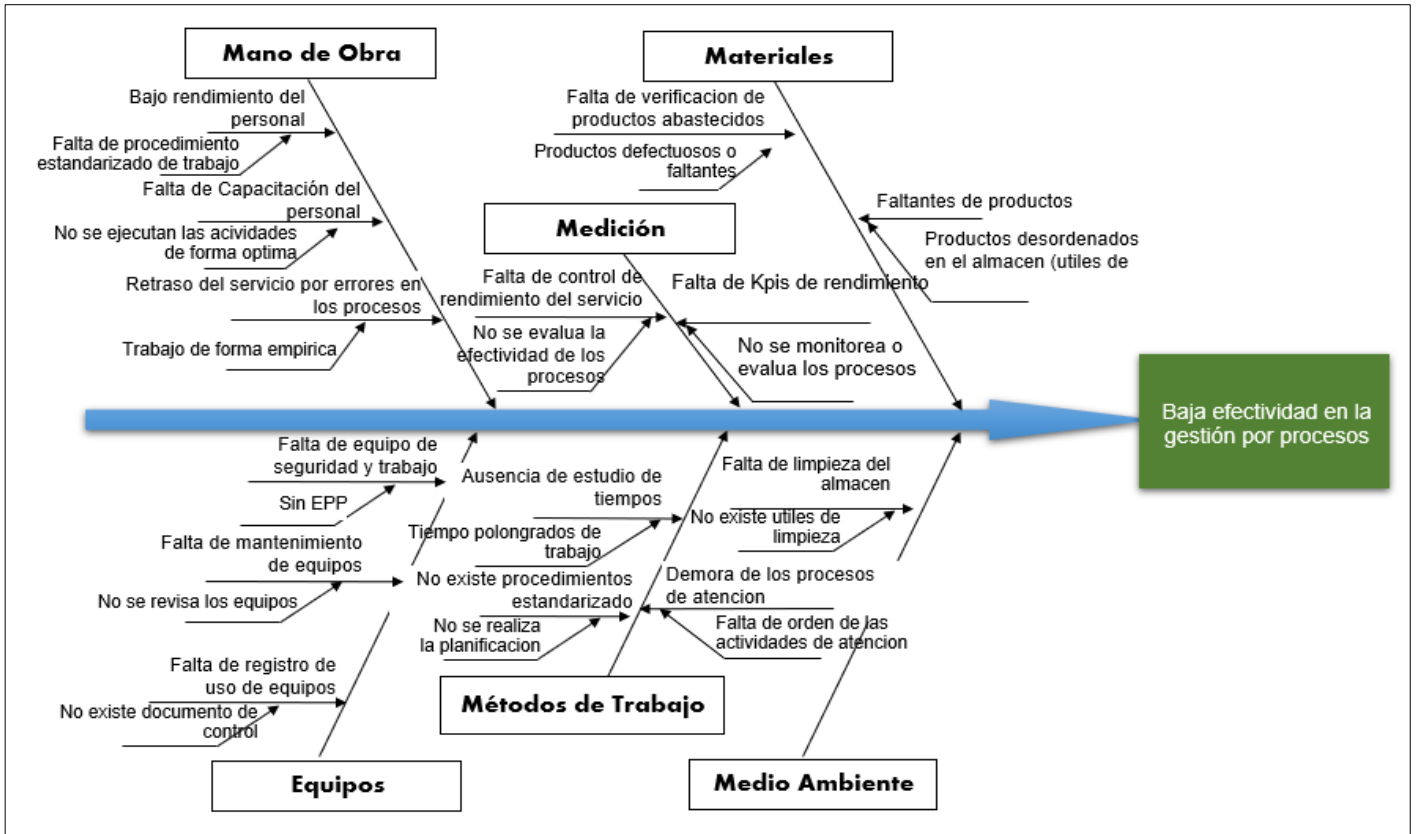 Mano de Obra
Bajo rendimiento del
personal
Falta de procedimiento
estandarizado de trabajo
Falta de Capacitación del
personal
No se ejecutan las acividades
de forma optima
Retraso del servicio por errores en
los procesos
Trabajo de forma empirica
Materiales
Falta de verificacion de
productos abastecidos
Productos defectuosos o
faltantes
Faltantes de productos
Productos desordenados
en el almacen (utiles de
Medición
Falta de control de
rendimiento del servicio
No se evalua la
efectividad de los
procesos
Falta de Kpis de rendimiento
No se monitorea o
evalua los procesos
Baja efectividad en la
gestión por procesos
Falta de equipo de
seguridad y trabajo
Sin EPP
Falta de mantenimiento
de equipos
No se revisa los equipos
Falta de registro de
uso de equipos
No existe documento de
control
Equipos
Ausencia de estudio de
tiempos
Tiempo polongrados de
trabajo
No existe procedimientos
estandarizado
No se realiza
la planificacion
Demora de los procesos
de atencion
Falta de orden de las
actividades de atencion
Métodos de Trabajo
Falta de limpieza del
almacen
No existe utiles de
limpieza
Medio Ambiente